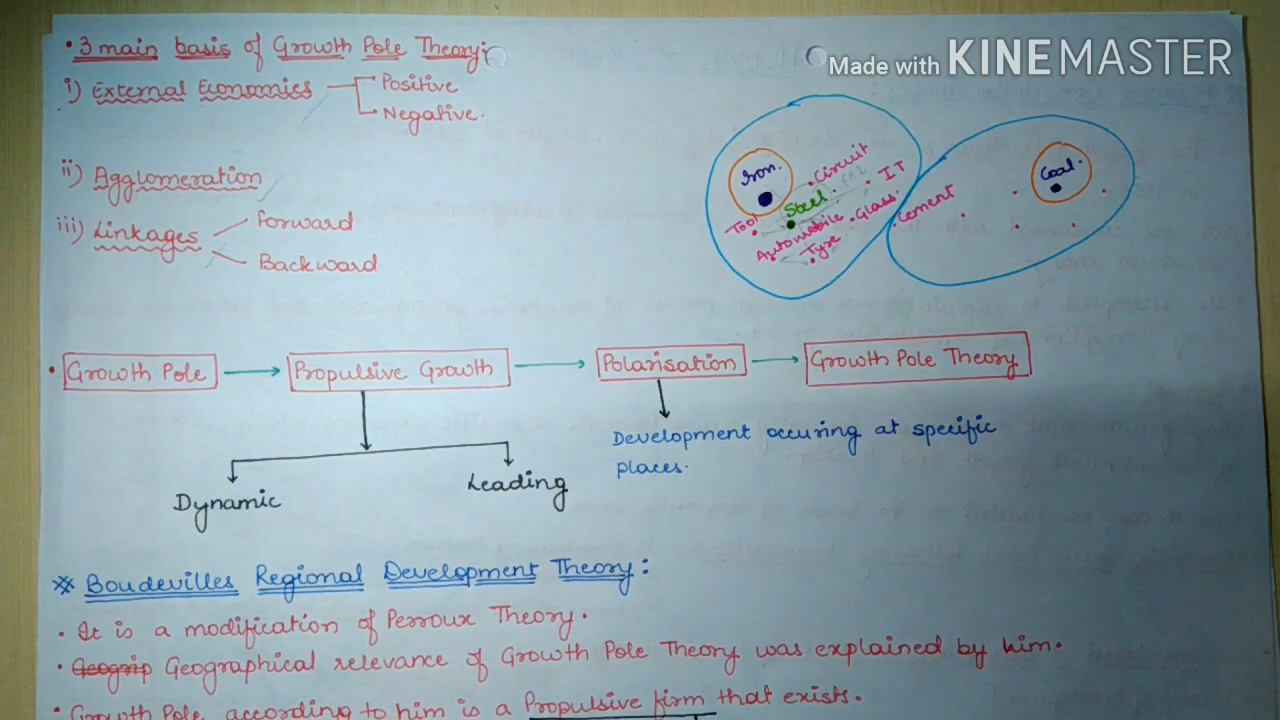 Made with KINEMASTER
• 3 main basis of Growth Pole Theory:
i) External Economics
Positive
Negative.
ii) Agglomeration
iii) Linkages
Forward
Backward
Iron.
Circuit
IT
Steel.
Tool
Automobile
Glass.
Tyre
Cement
Coal.
• Growth Pole
Propulsive Growth
Polarisation
Growth Pole Theory
Dynamic
Leading
Development occuring at specific
places.
※ Boudevilles Regional Development Theory:
• It is a modification of Perroux Theory.
• Geogrip Geographical relevance of Growth Pole Theory was explained by him.
• Growth Pole according to him is a Propulsive firm that exists.